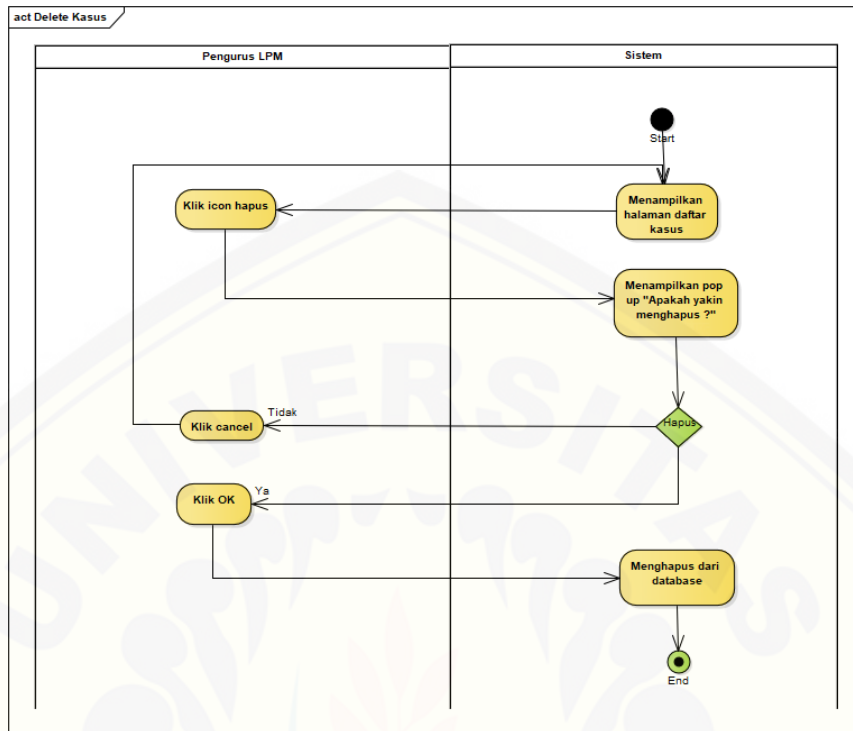 act Delete Kasus
Pengurus LPM
Sistem
Start
Klik icon hapus
Menampilkan
halaman daftar
kasus
Menampilkan pop
up "Apakah yakin
menghapus ?"
Hapus
Tidak
Klik cancel
Ya
Klik OK
Menghapus dari
database
End
UNIVERSITAS